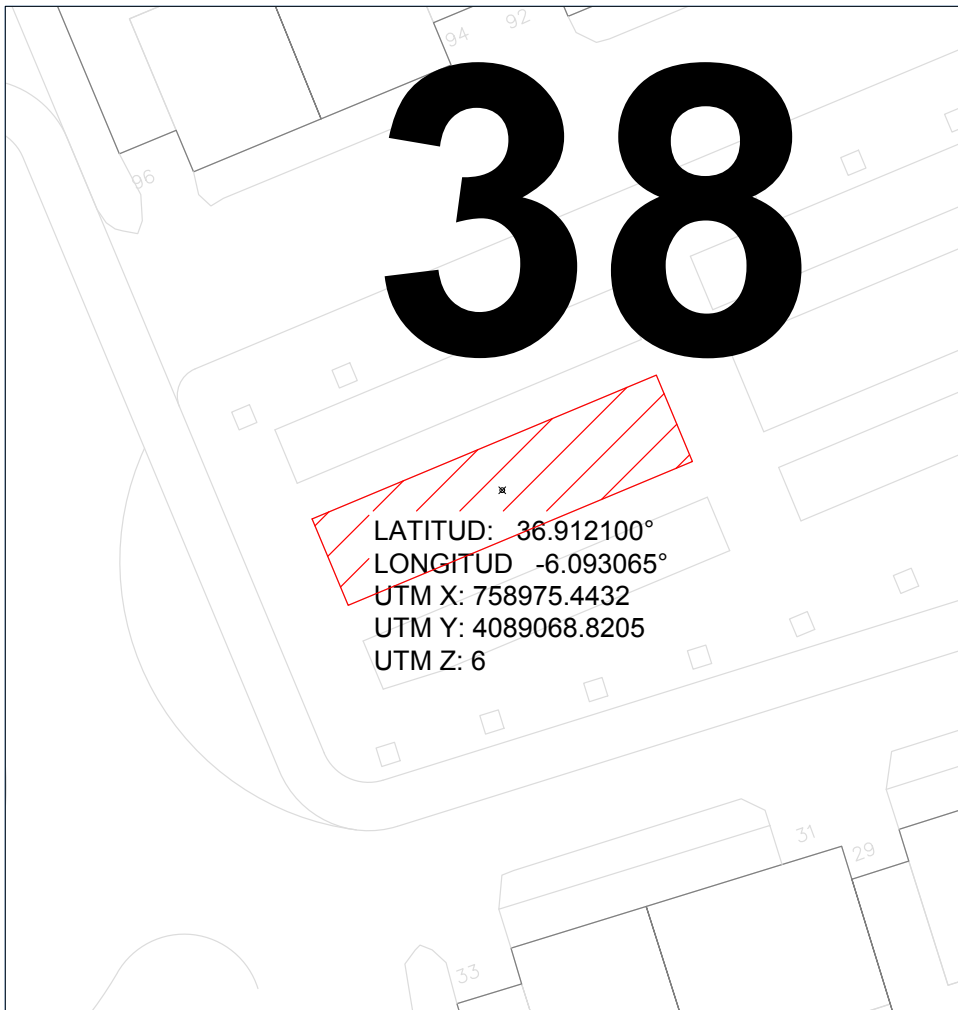 94 92
38
96
LATITUD: 36.912100°
LONGITUD -6.093065°
UTM X: 758975.4432
UTM Y: 4089068.8205
UTM Z: 6
31
29
33